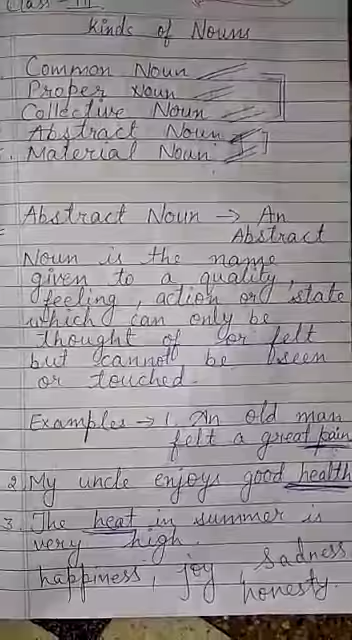 Class - III
Kinds of Nouns
Common Noun
Proper Noun
Collective Noun
Abstract Noun
Material Noun
Abstract Noun → An
Abstract
Noun is the name
given to a quality,
feeling, action or state
which can only be
thought of or felt
but cannot be seen
or touched.
Examples → 1. An old man
felt a great pain
2. My uncle enjoys good health
3. The heat in summer is
very high.
happiness, joy, sadness
honesty.